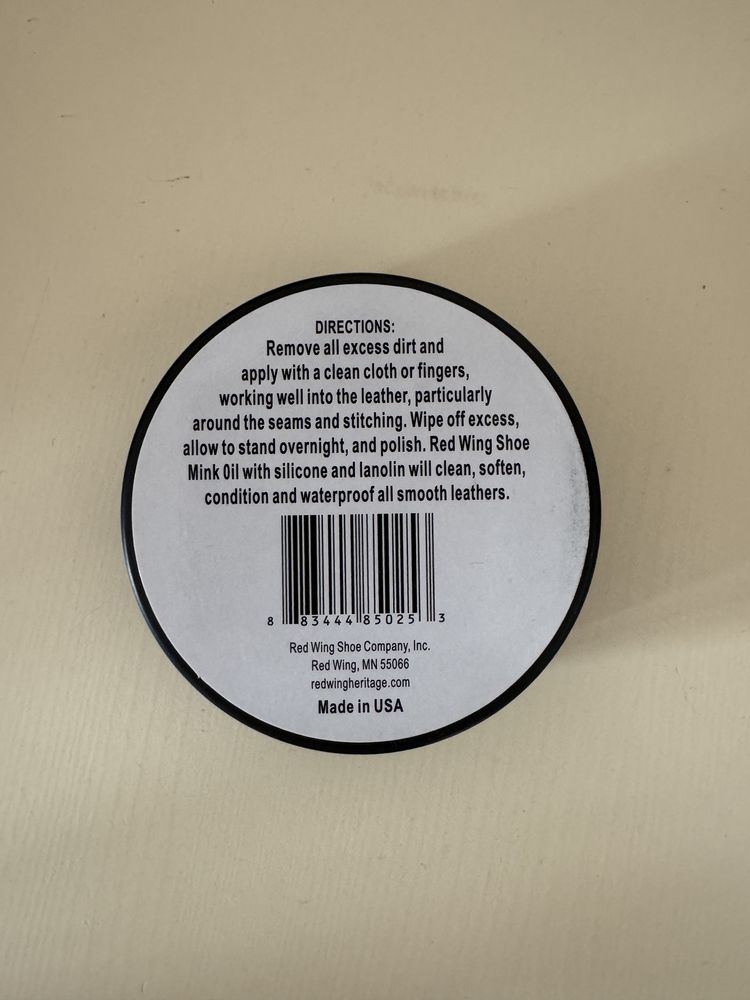 DIRECTIONS:
Remove all excess dirt and
apply with a clean cloth or fingers,
working well into the leather, particularly
around the seams and stitching. Wipe off excess,
allow to stand overnight, and polish. Red Wing Shoe
Mink Oil with silicone and lanolin will clean, soften,
condition and waterproof all smooth leathers.
8 83444 85025 3
Red Wing Shoe Company, Inc.
Red Wing, MN 55066
redwingheritage.com
Made in USA